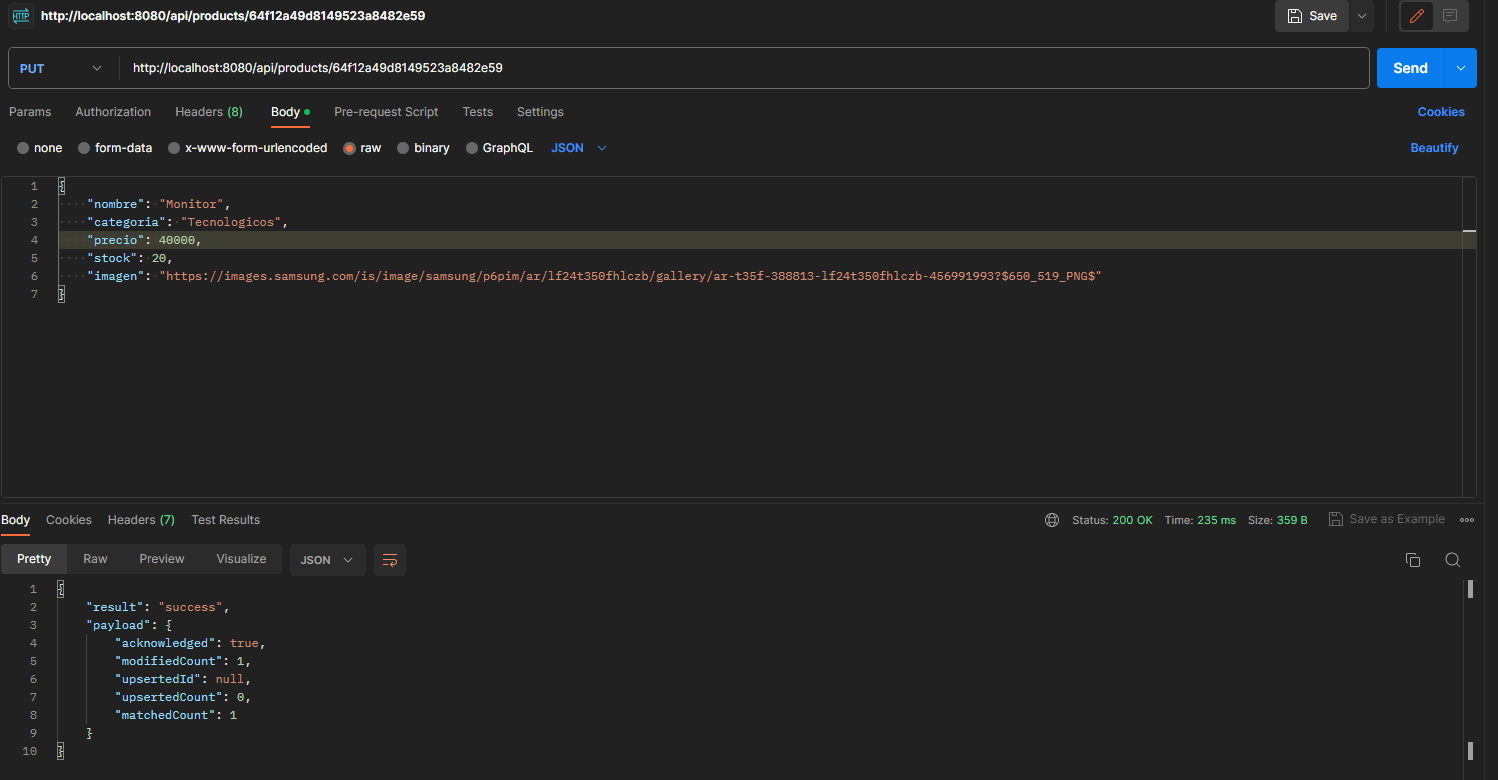 HTTP http://localhost:8080/api/products/64f12a49d8149523a8482e59 Save
PUT http://localhost:8080/api/products/64f12a49d8149523a8482e59 Send
Params Authorization Headers (8) Body Pre-request Script Tests Settings Cookies
none form-data x-www-form-urlencoded raw binary GraphQL JSON Beautify
1 {
2 "nombre": "Monitor",
3 "categoria": "Tecnologicos",
4 "precio": 40000,
5 "stock": 20,
6 "imagen": "https://images.samsung.com/is/image/samsung/p6pim/ar/lf24t350fhlczb/gallery/ar-t35f-388813-lf24t350fhlczb-456991993?$650_519_PNG$"
7 }
Body Cookies Headers (7) Test Results Status: 200 OK Time: 235 ms Size: 359 B Save as Example
Pretty Raw Preview Visualize JSON
1 {
2 "result": "success",
3 "payload": {
4 "acknowledged": true,
5 "modifiedCount": 1,
6 "upsertedId": null,
7 "upsertedCount": 0,
8 "matchedCount": 1
9 }
10 }